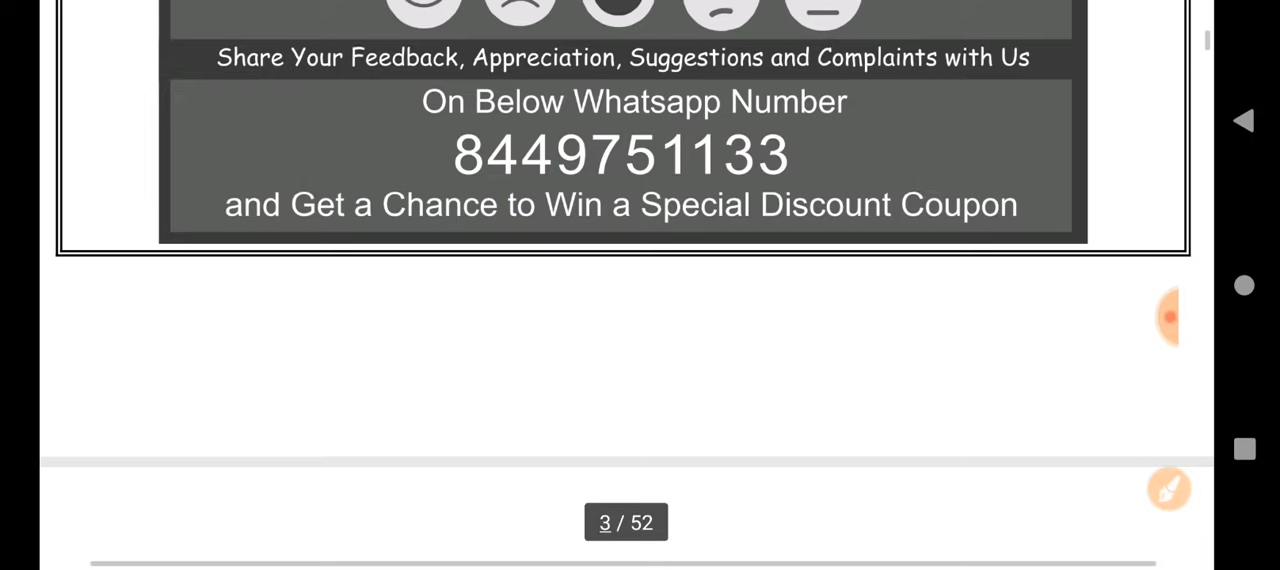 Share Your Feedback, Appreciation, Suggestions and Complaints with Us
On Below Whatsapp Number
8449751133
and Get a Chance to Win a Special Discount Coupon
3 / 52